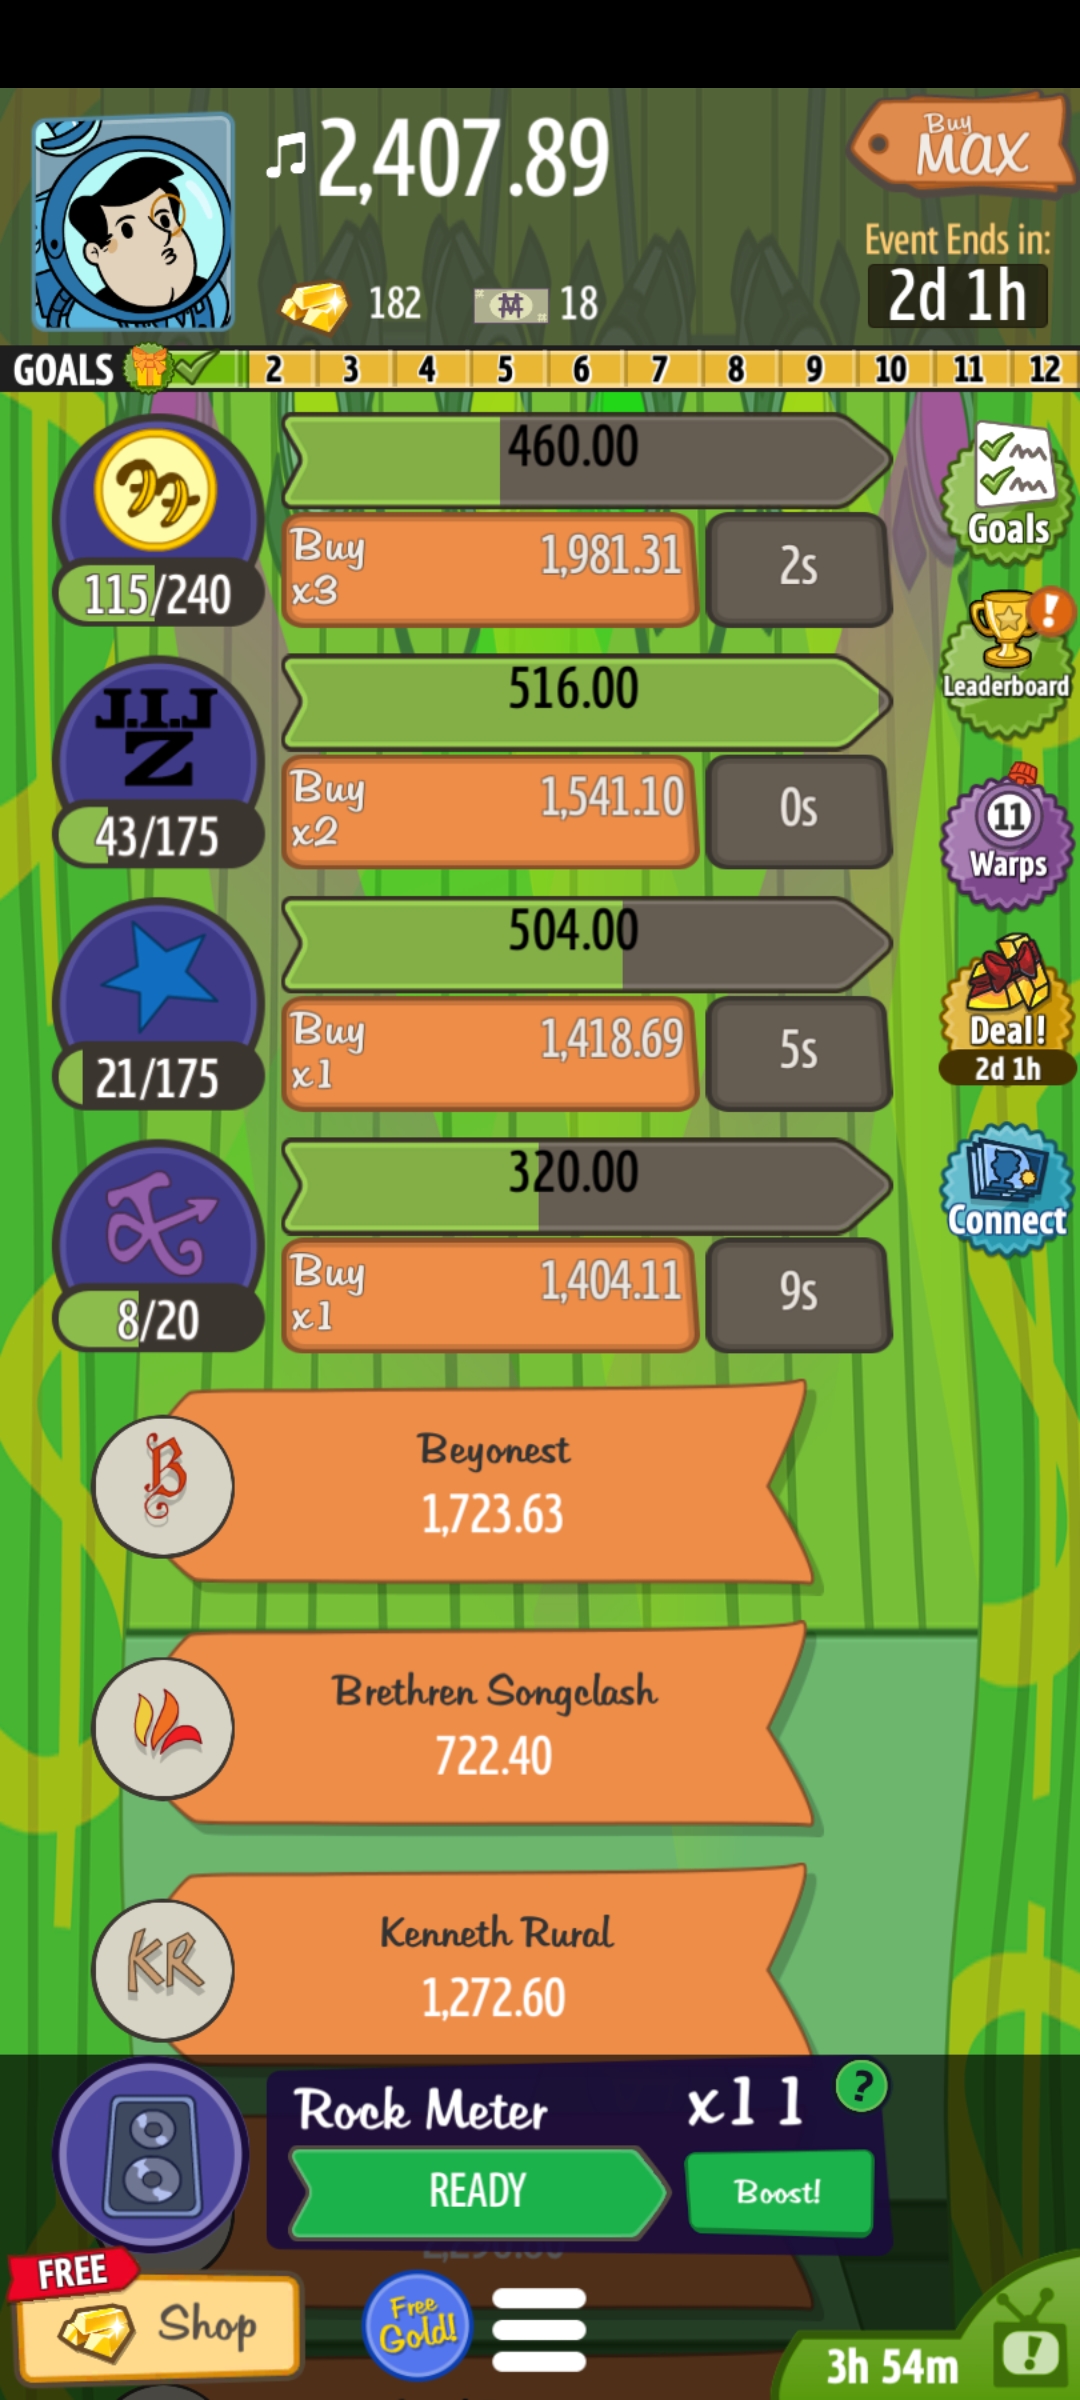 2,407.89
Buy
MAX
Event Ends in:
2d 1h
182
18
GOALS 2 3 4 5 6 7 8 9 10 11 12
460.00
Buy
x3
1,981.31
2s
115/240
Goals
J.I.J
Z
516.00
Buy
x2
1,541.10
0s
43/175
Leaderboard
11
Warps
504.00
Buy
x1
1,418.69
5s
21/175
Deal!
2d 1h
320.00
Buy
x1
1,404.11
9s
8/20
Connect
B
Beyonest
1,723.63
Brethren Songclash
722.40
KR
Kenneth Rural
1,272.60
Rock Meter
x11
?
READY
Boost!
FREE
Shop
Free
Gold!
3h 54m